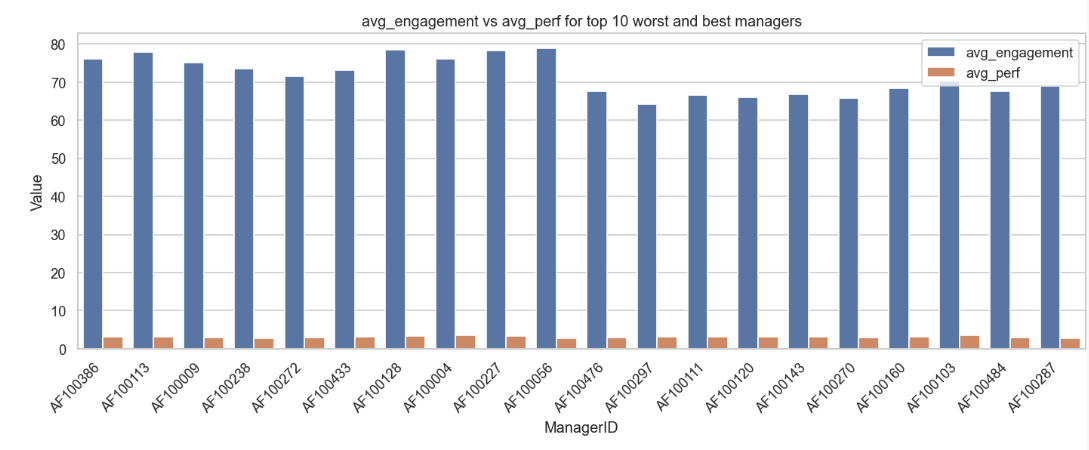 avg_engagement vs avg_perf for top 10 worst and best managers
avg_engagement
avg_perf
Value
80
70
60
50
40
30
20
10
0
AF100386
AF100113
AF100009
AF100238
AF100272
AF100433
AF100128
AF100004
AF100227
AF100056
AF100476
AF100297
AF100111
AF100120
AF100143
AF100270
AF100160
AF100103
AF100484
AF100287
ManagerID